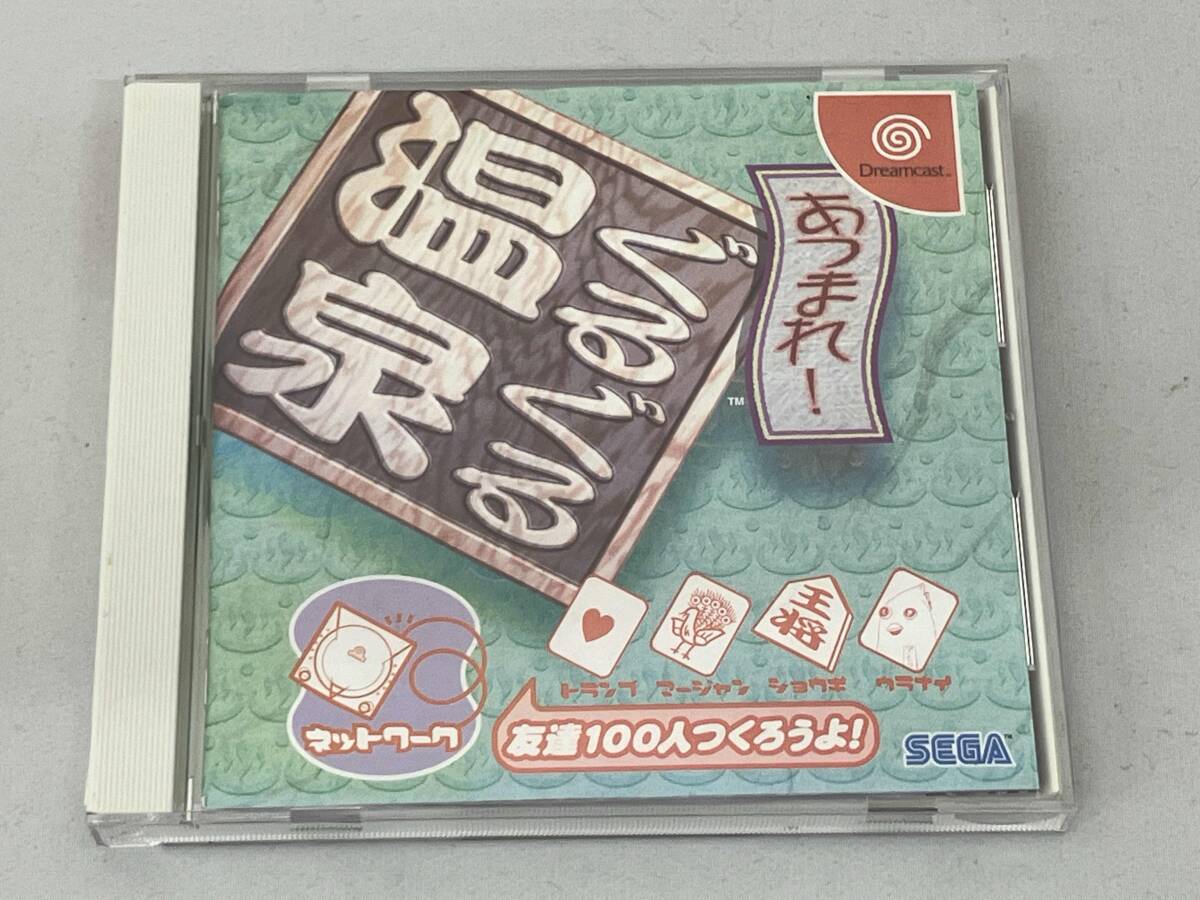 Dreamcast™
あつまれ!
ぐるぐる
温泉
™
王将
トランプ マージャン ショウギ ウラナイ
ネットワーク
友達100人つくろうよ!
SEGA™